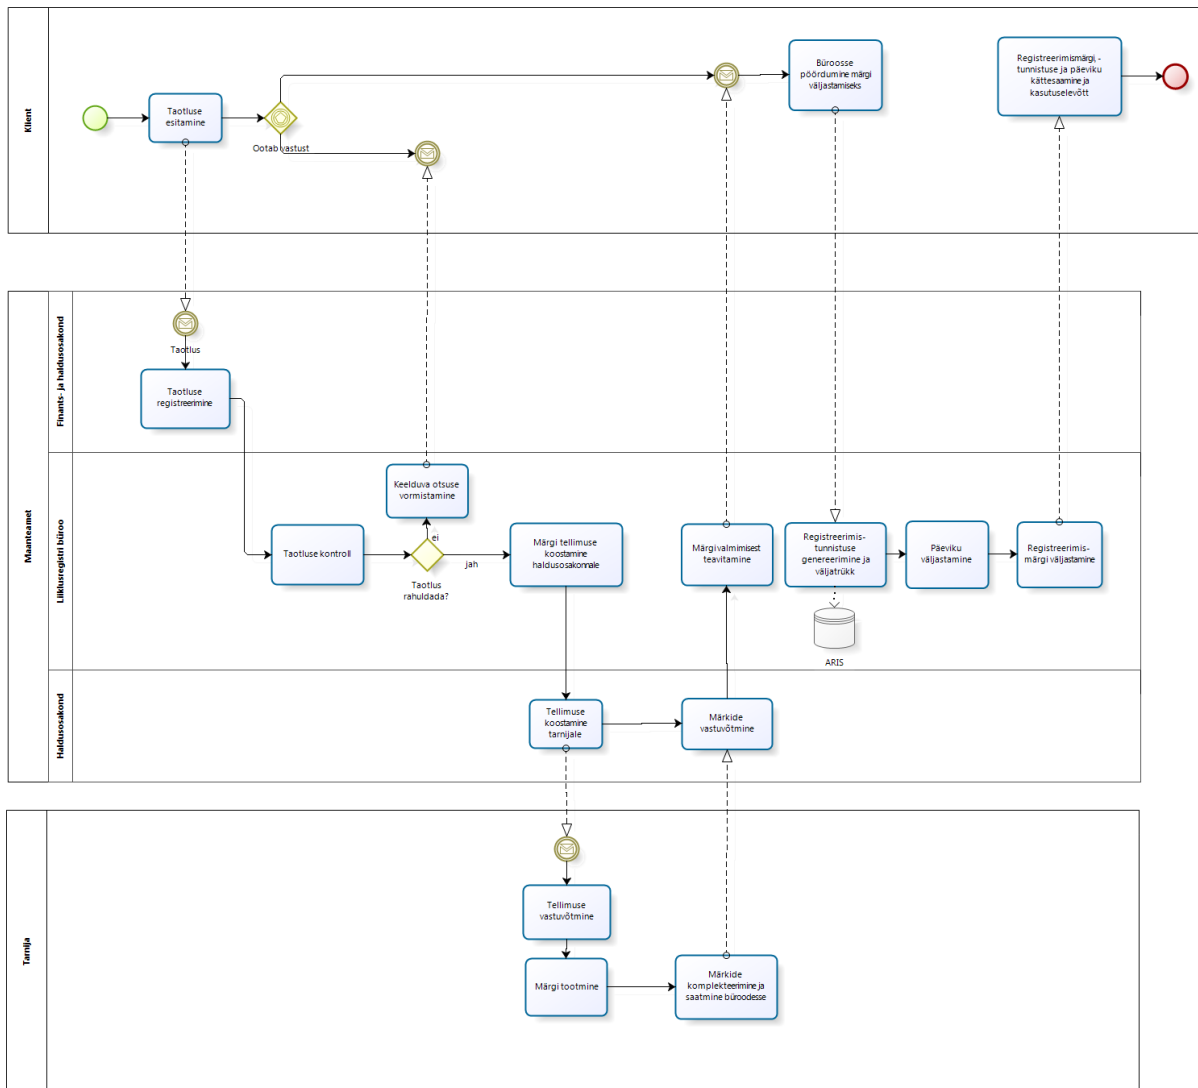 Klient
Taotluse
esitamine
Ootab vastust
Büroosse
pöördumine märgi
väljastamiseks
Registreerimismärgi, -
tunnistuse ja päeviku
kättesaamine ja
kasutuselevõtt
Maanteamet
Finants- ja haldusosakond
Taotlus
Taotluse
registreerimine
Liiklusregistri büroo
Keelduva otsuse
vormistamine
ei
Taotluse kontroll
jah
Taotlus
rahuldada?
Märgi tellimuse
koostamine
haldusosakonnale
Märgi valmimisest
teavitamine
Registreerimis-
tunnistuse
genereerimine ja
väljatrükk
Päeviku
väljastamine
Registreerimis-
märgi väljastamine
ARIS
Haldusosakond
Tellimuse
koostamine
tarnijale
Märkide
vastuvõtmine
Tarnija
Tellimuse
vastuvõtmine
Märgi tootmine
Märkide
komplekteerimine ja
saatmine büroodesse